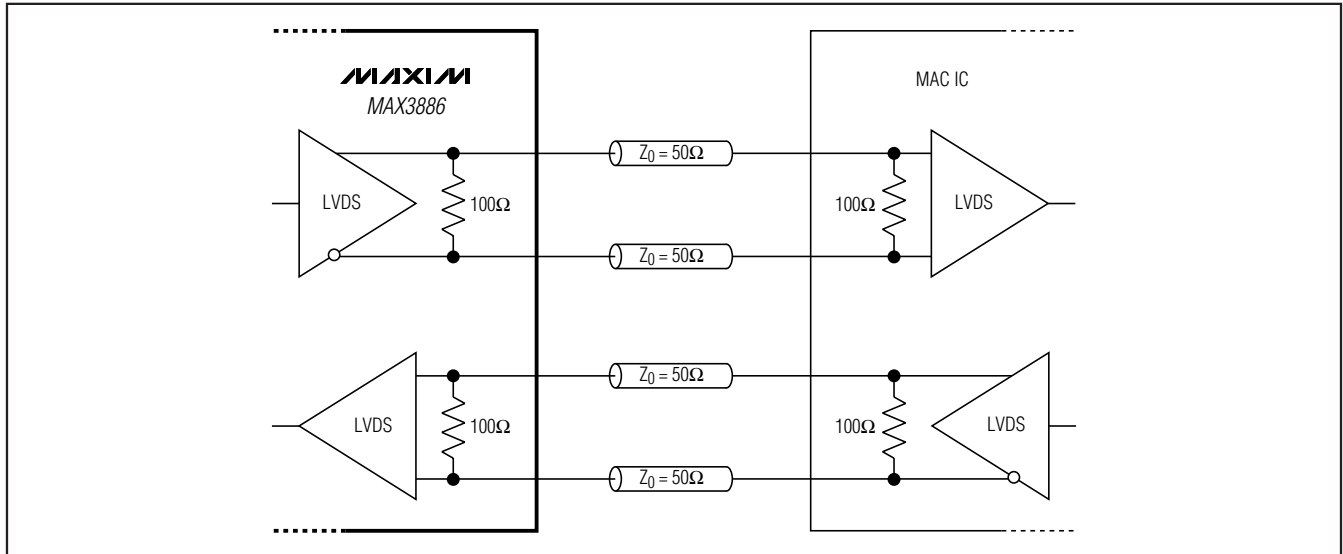 MAXIM
MAX3886
MAC IC
Z0 = 50Ω
LVDS
100Ω
100Ω
LVDS
Z0 = 50Ω
Z0 = 50Ω
LVDS
100Ω
100Ω
LVDS
Z0 = 50Ω